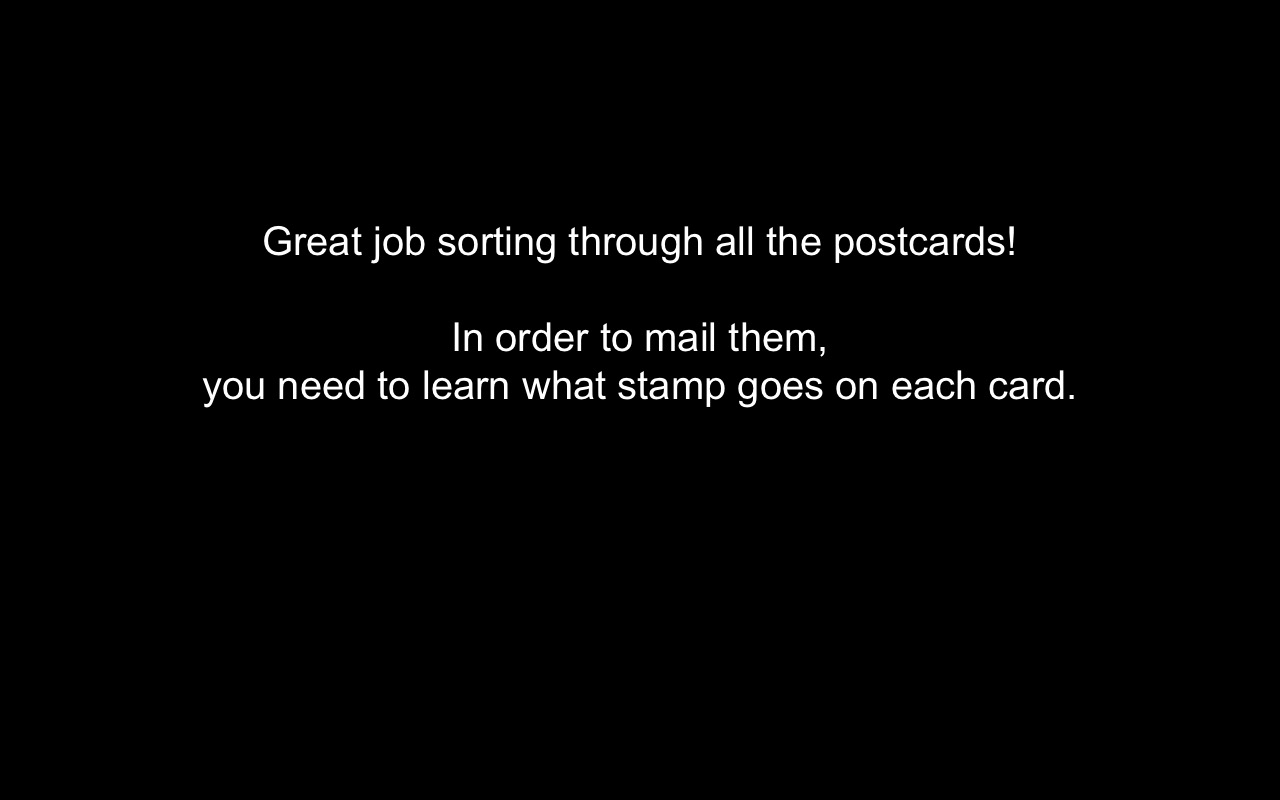 Great job sorting through all the postcards!
In order to mail them,
you need to learn what stamp goes on each card.